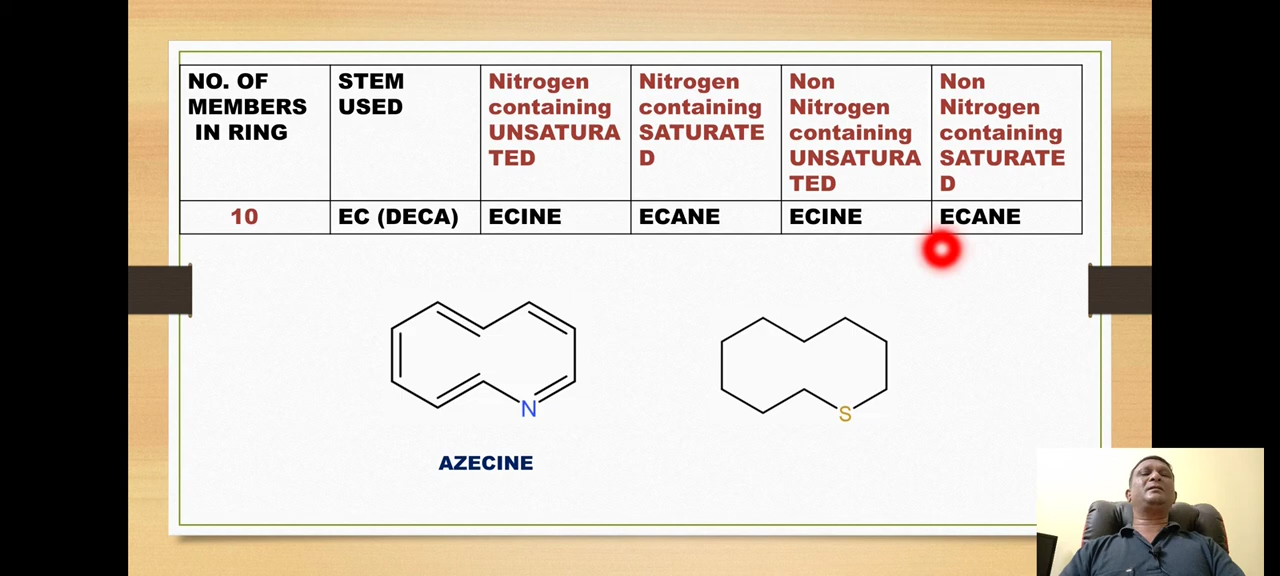 NO. OF
MEMBERS
IN RING
STEM
USED
Nitrogen
containing
UNSATURA
TED
Nitrogen
containing
SATURATE
D
Non
Nitrogen
containing
UNSATURA
TED
Non
Nitrogen
containing
SATURATE
D
10
EC (DECA)
ECINE
ECANE
ECINE
ECANE
N
S
AZECINE